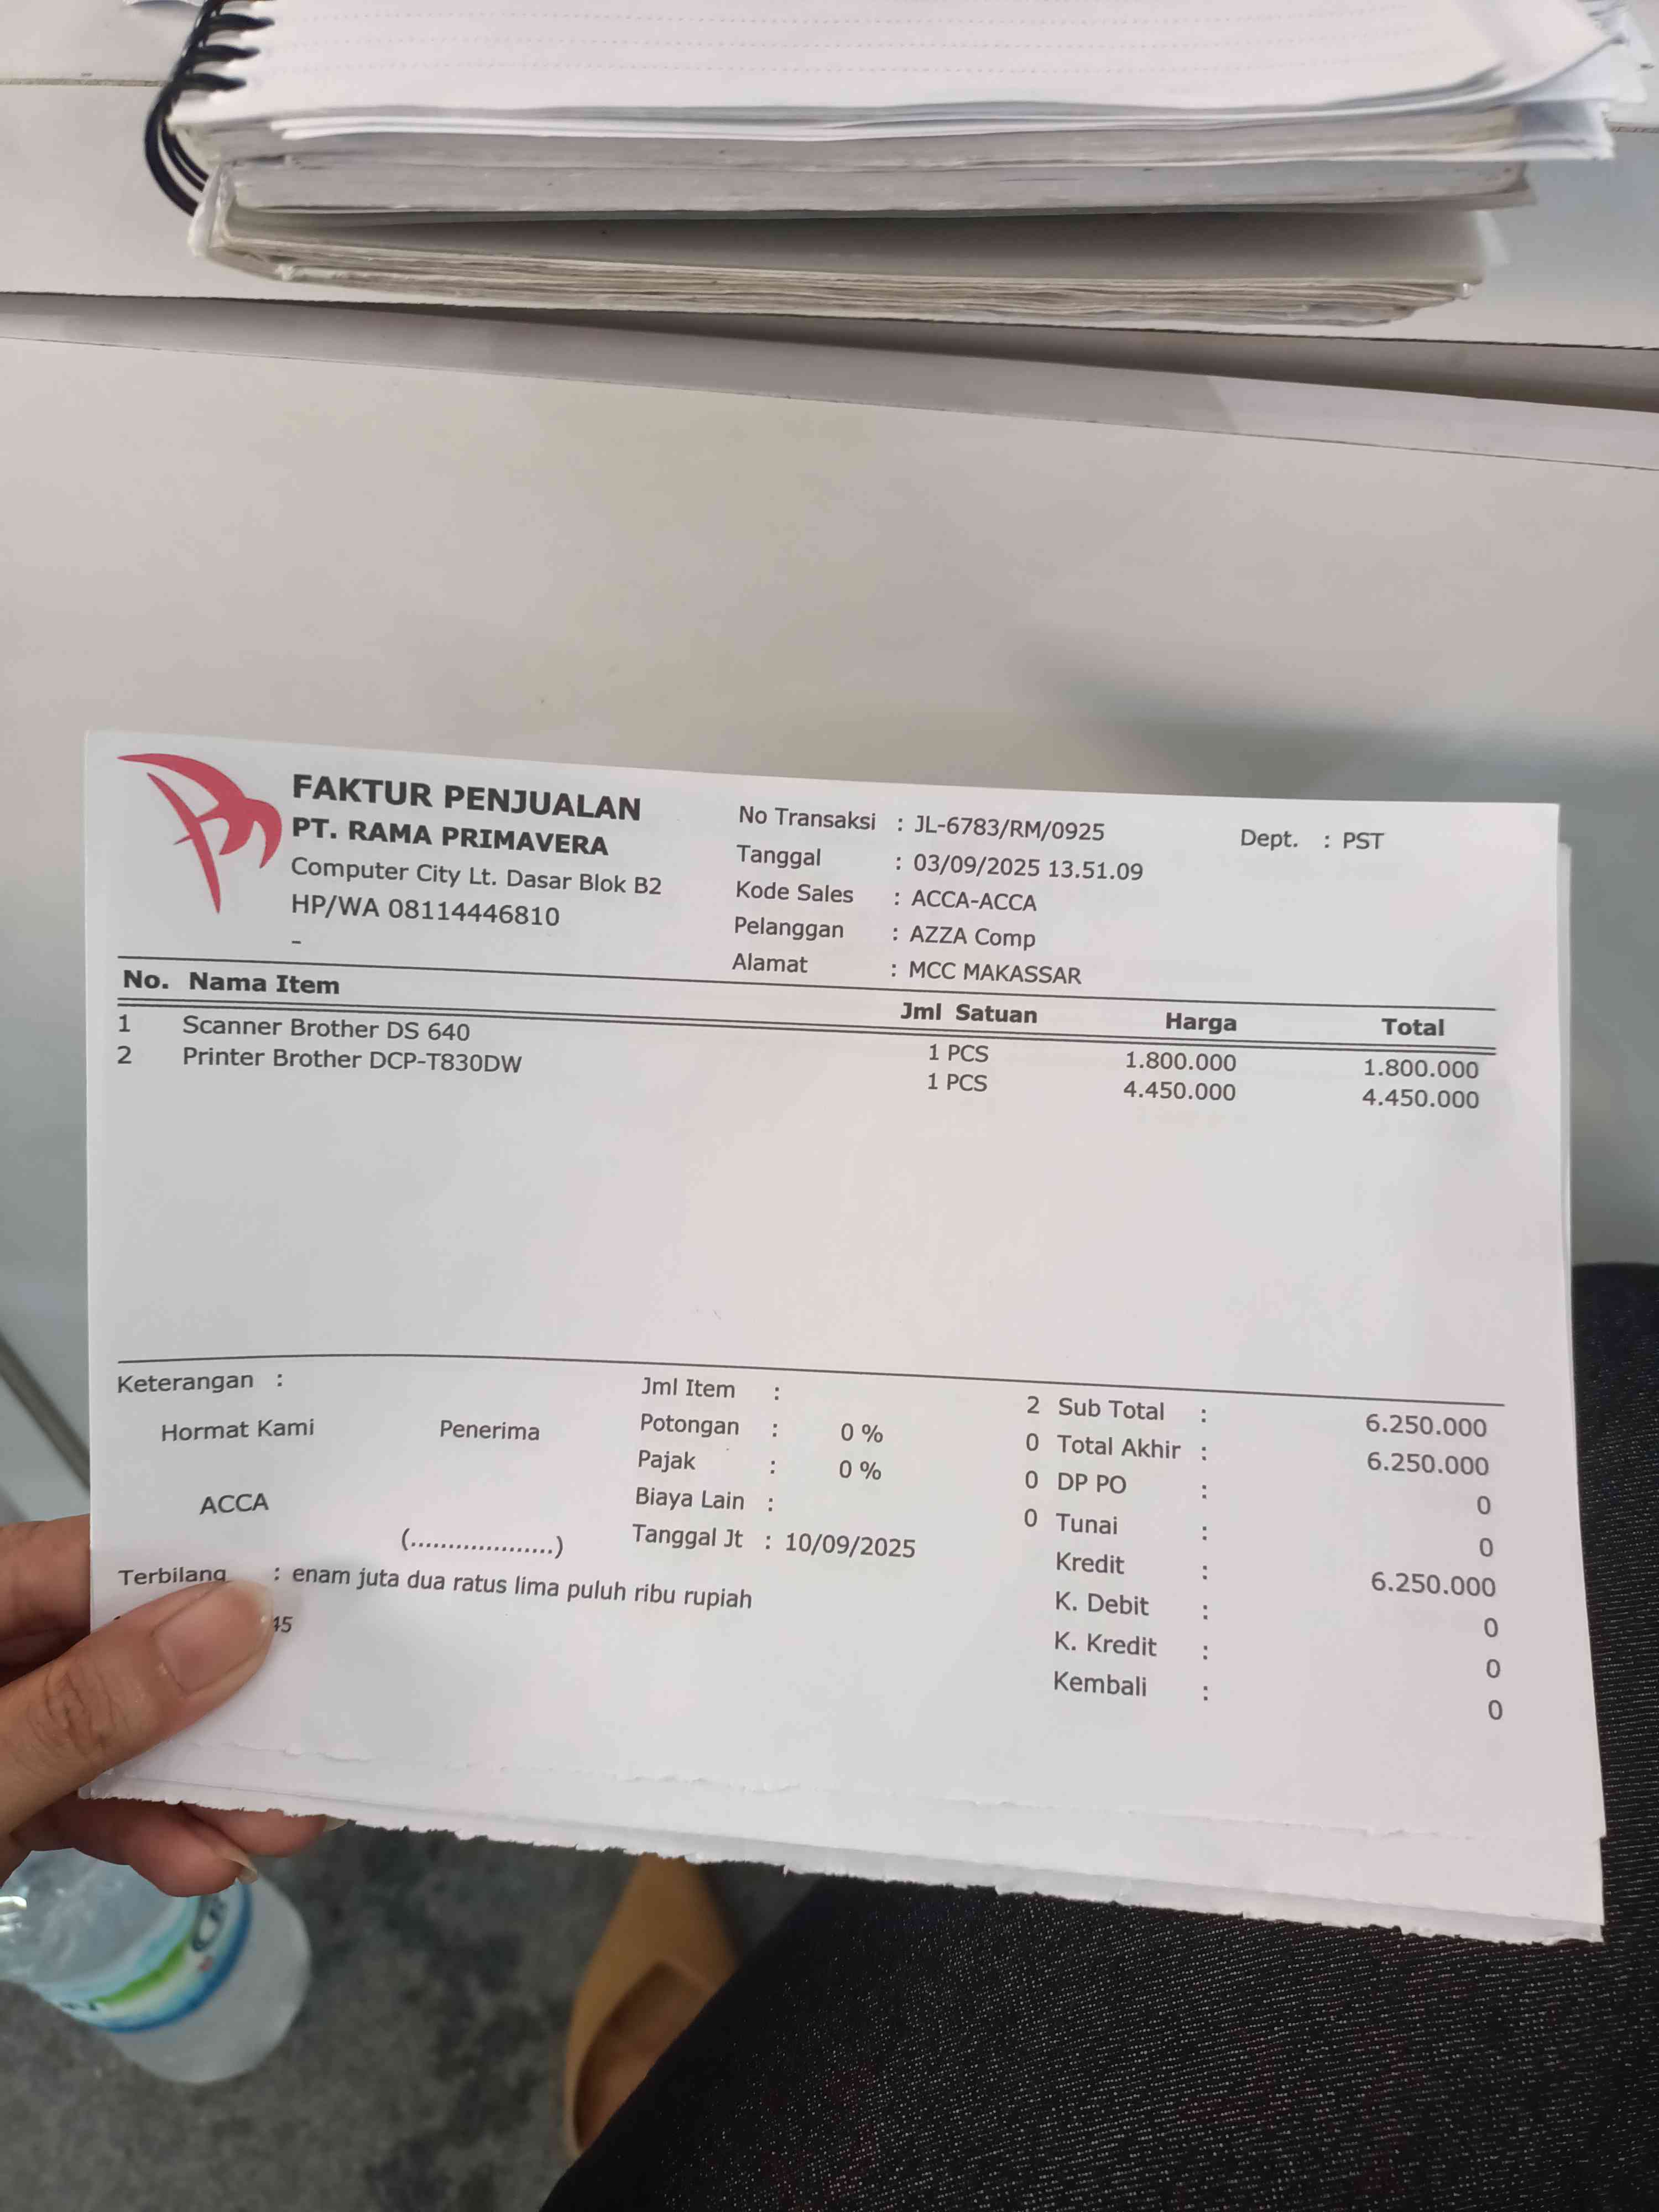 FAKTUR PENJUALAN
PT. RAMA PRIMAVERA
Computer City Lt. Dasar Blok B2
HP/WA 08114446810
-
No Transaksi : JL-6783/RM/0925
Dept. : PST
Tanggal : 03/09/2025 13.51.09
Kode Sales : ACCA-ACCA
Pelanggan : AZZA Comp
Alamat : MCC MAKASSAR
No. Nama Item Jml Satuan Harga Total
1 Scanner Brother DS 640 1 PCS 1.800.000 1.800.000
2 Printer Brother DCP-T830DW 1 PCS 4.450.000 4.450.000
Keterangan :
Hormat Kami Penerima
ACCA
(...................)
Jml Item : 2
Potongan : 0 % 0
Pajak : 0 % 0
Biaya Lain : 0
Tanggal Jt : 10/09/2025
Sub Total : 6.250.000
Total Akhir : 6.250.000
DP PO : 0
Tunai : 0
Kredit : 6.250.000
K. Debit : 0
K. Kredit : 0
Kembali : 0
Terbilang : enam juta dua ratus lima puluh ribu rupiah
45